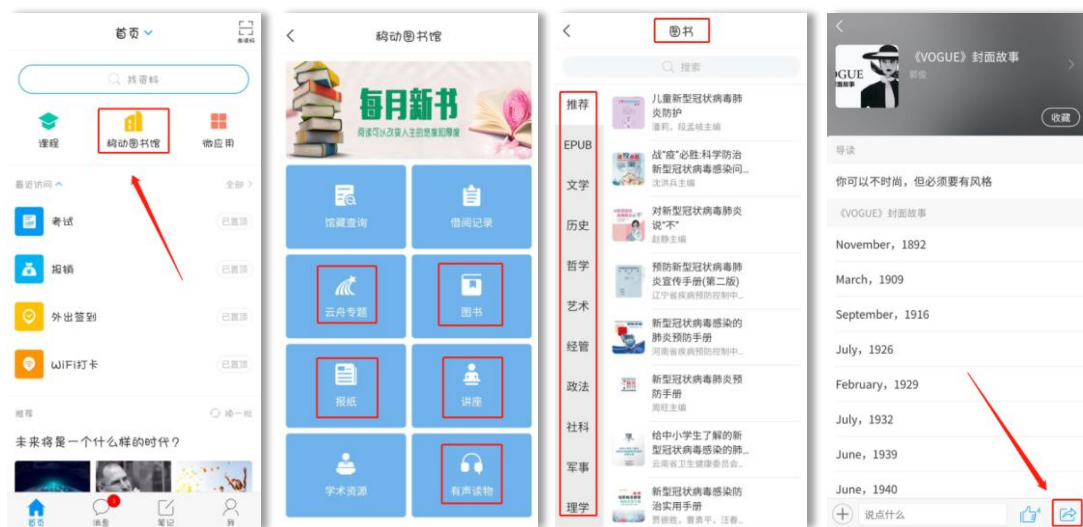 首页
邀请码
找资料
课程
移动图书馆
微应用
最近访问
全部
考试
已置顶
报销
已置顶
外出签到
已置顶
WiFi打卡
已置顶
推荐
换一批
未来将是一个什么样的时代?
首页
消息
笔记
我
移动图书馆
每月新书
阅读可以改变人生的宽度和厚度
馆藏查询
借阅记录
云舟专题
图书
报纸
讲座
学术资源
有声读物
图书
搜索
推荐
EPUB
文学
历史
哲学
艺术
经管
政法
社科
军事
理学
儿童新型冠状病毒肺
炎防护
潘莉，段孟岐主编
战“疫”必胜:科学防治
新型冠状病毒感染问...
沈洪兵主编
对新型冠状病毒肺炎
说“不”
赵静主编
预防新型冠状病毒肺
炎宣传手册(第二版)
辽宁省疾病预防控制中...
新型冠状病毒感染的
肺炎预防手册
河南省疾病预防控制中...
新型冠状病毒肺炎预
防手册
周旺主编
给中小学生了解的新
型冠状病毒感染的肺...
云南省卫生健康委员会...
新型冠状病毒感染防
治实用手册
贾德胜，曹勇平，汪春...
《VOGUE》封面故事
郭俊
收藏
导读
你可以不时尚，但必须要有风格
《VOGUE》封面故事
November，1892
March，1909
September，1916
July，1926
February，1929
July，1932
June，1939
June，1940
说点什么